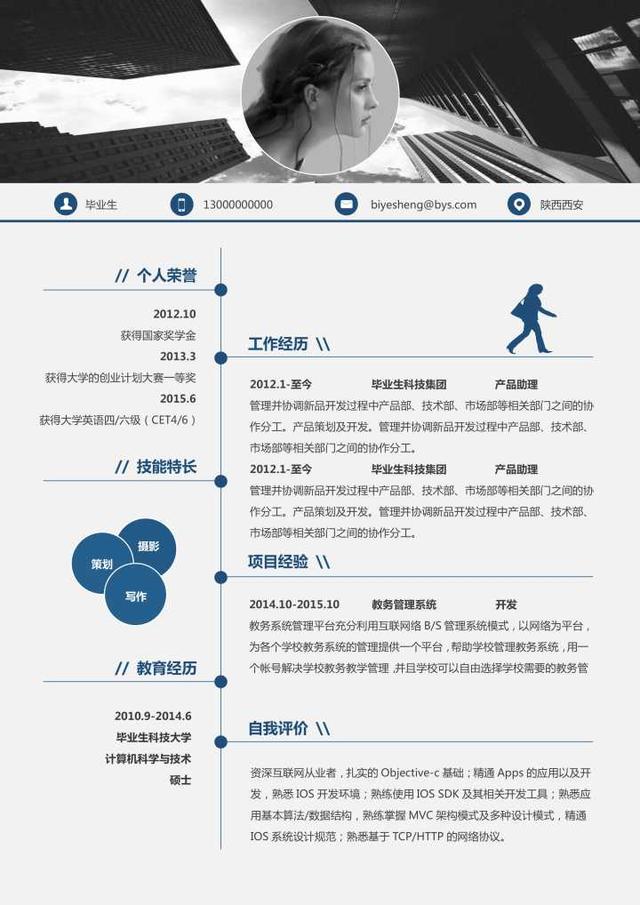 毕业生 13000000000 biyesheng@bys.com 陕西西安
// 个人荣誉
2012.10
获得国家奖学金
2013.3
获得大学的创业计划大赛一等奖
2015.6
获得大学英语四/六级（CET4/6）
// 技能特长
摄影
策划
写作
// 教育经历
2010.9-2014.6
毕业生科技大学
计算机科学与技术
硕士
工作经历 \\
2012.1-至今 毕业生科技集团 产品助理
管理并协调新品开发过程中产品部、技术部、市场部等相关部门之间的协
作分工。产品策划及开发。管理并协调新品开发过程中产品部、技术部、
市场部等相关部门之间的协作分工。
2012.1-至今 毕业生科技集团 产品助理
管理并协调新品开发过程中产品部、技术部、市场部等相关部门之间的协
作分工。产品策划及开发。管理并协调新品开发过程中产品部、技术部、
市场部等相关部门之间的协作分工。
项目经验 \\
2014.10-2015.10 教务管理系统 开发
教务系统管理平台充分利用互联网络 B/S 管理系统模式，以网络为平台，
为各个学校教务系统的管理提供一个平台，帮助学校管理教务系统，用一
个帐号解决学校教务教学管理，并且学校可以自由选择学校需要的教务管
自我评价 \\
资深互联网从业者，扎实的 Objective-c 基础；精通 Apps 的应用以及开
发，熟悉 IOS 开发环境；熟练使用 IOS SDK 及其相关开发工具；熟悉应
用基本算法/数据结构，熟练掌握 MVC 架构模式及多种设计模式，精通
IOS 系统设计规范；熟悉基于 TCP/HTTP 的网络协议。